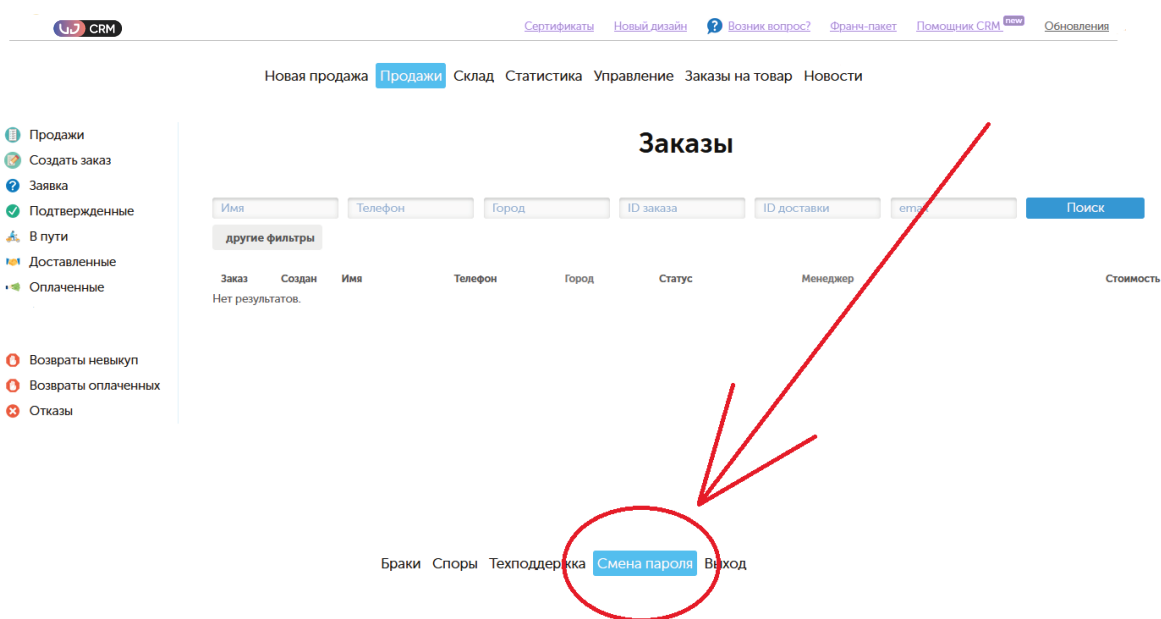 CRM Сертификаты Новый дизайн ? Возник вопрос? Франч-пакет Помощник CRM new Обновления
Новая продажа Продажи Склад Статистика Управление Заказы на товар Новости
Заказы
Продажи
Создать заказ
Заявка
Подтвержденные
В пути
Доставленные
Оплаченные
Возвраты невыкуп
Возвраты оплаченных
Отказы
Имя Телефон Город ID заказа ID доставки Поиск
другие фильтры
Заказ Создан Имя Телефон Город Статус Менеджер Стоимость
Нет результатов.
Браки Споры Техподдержка Смена пароля Выход